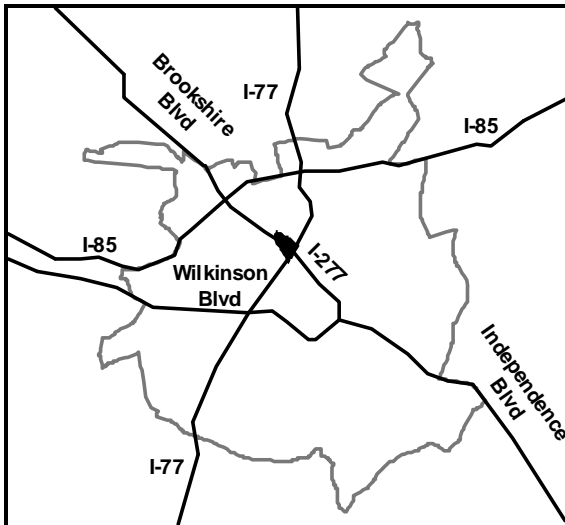 Brookshire
Blvd
I-77
I-85
I-85
Wilkinson
Blvd
I-277
Independence
Blvd
I-77